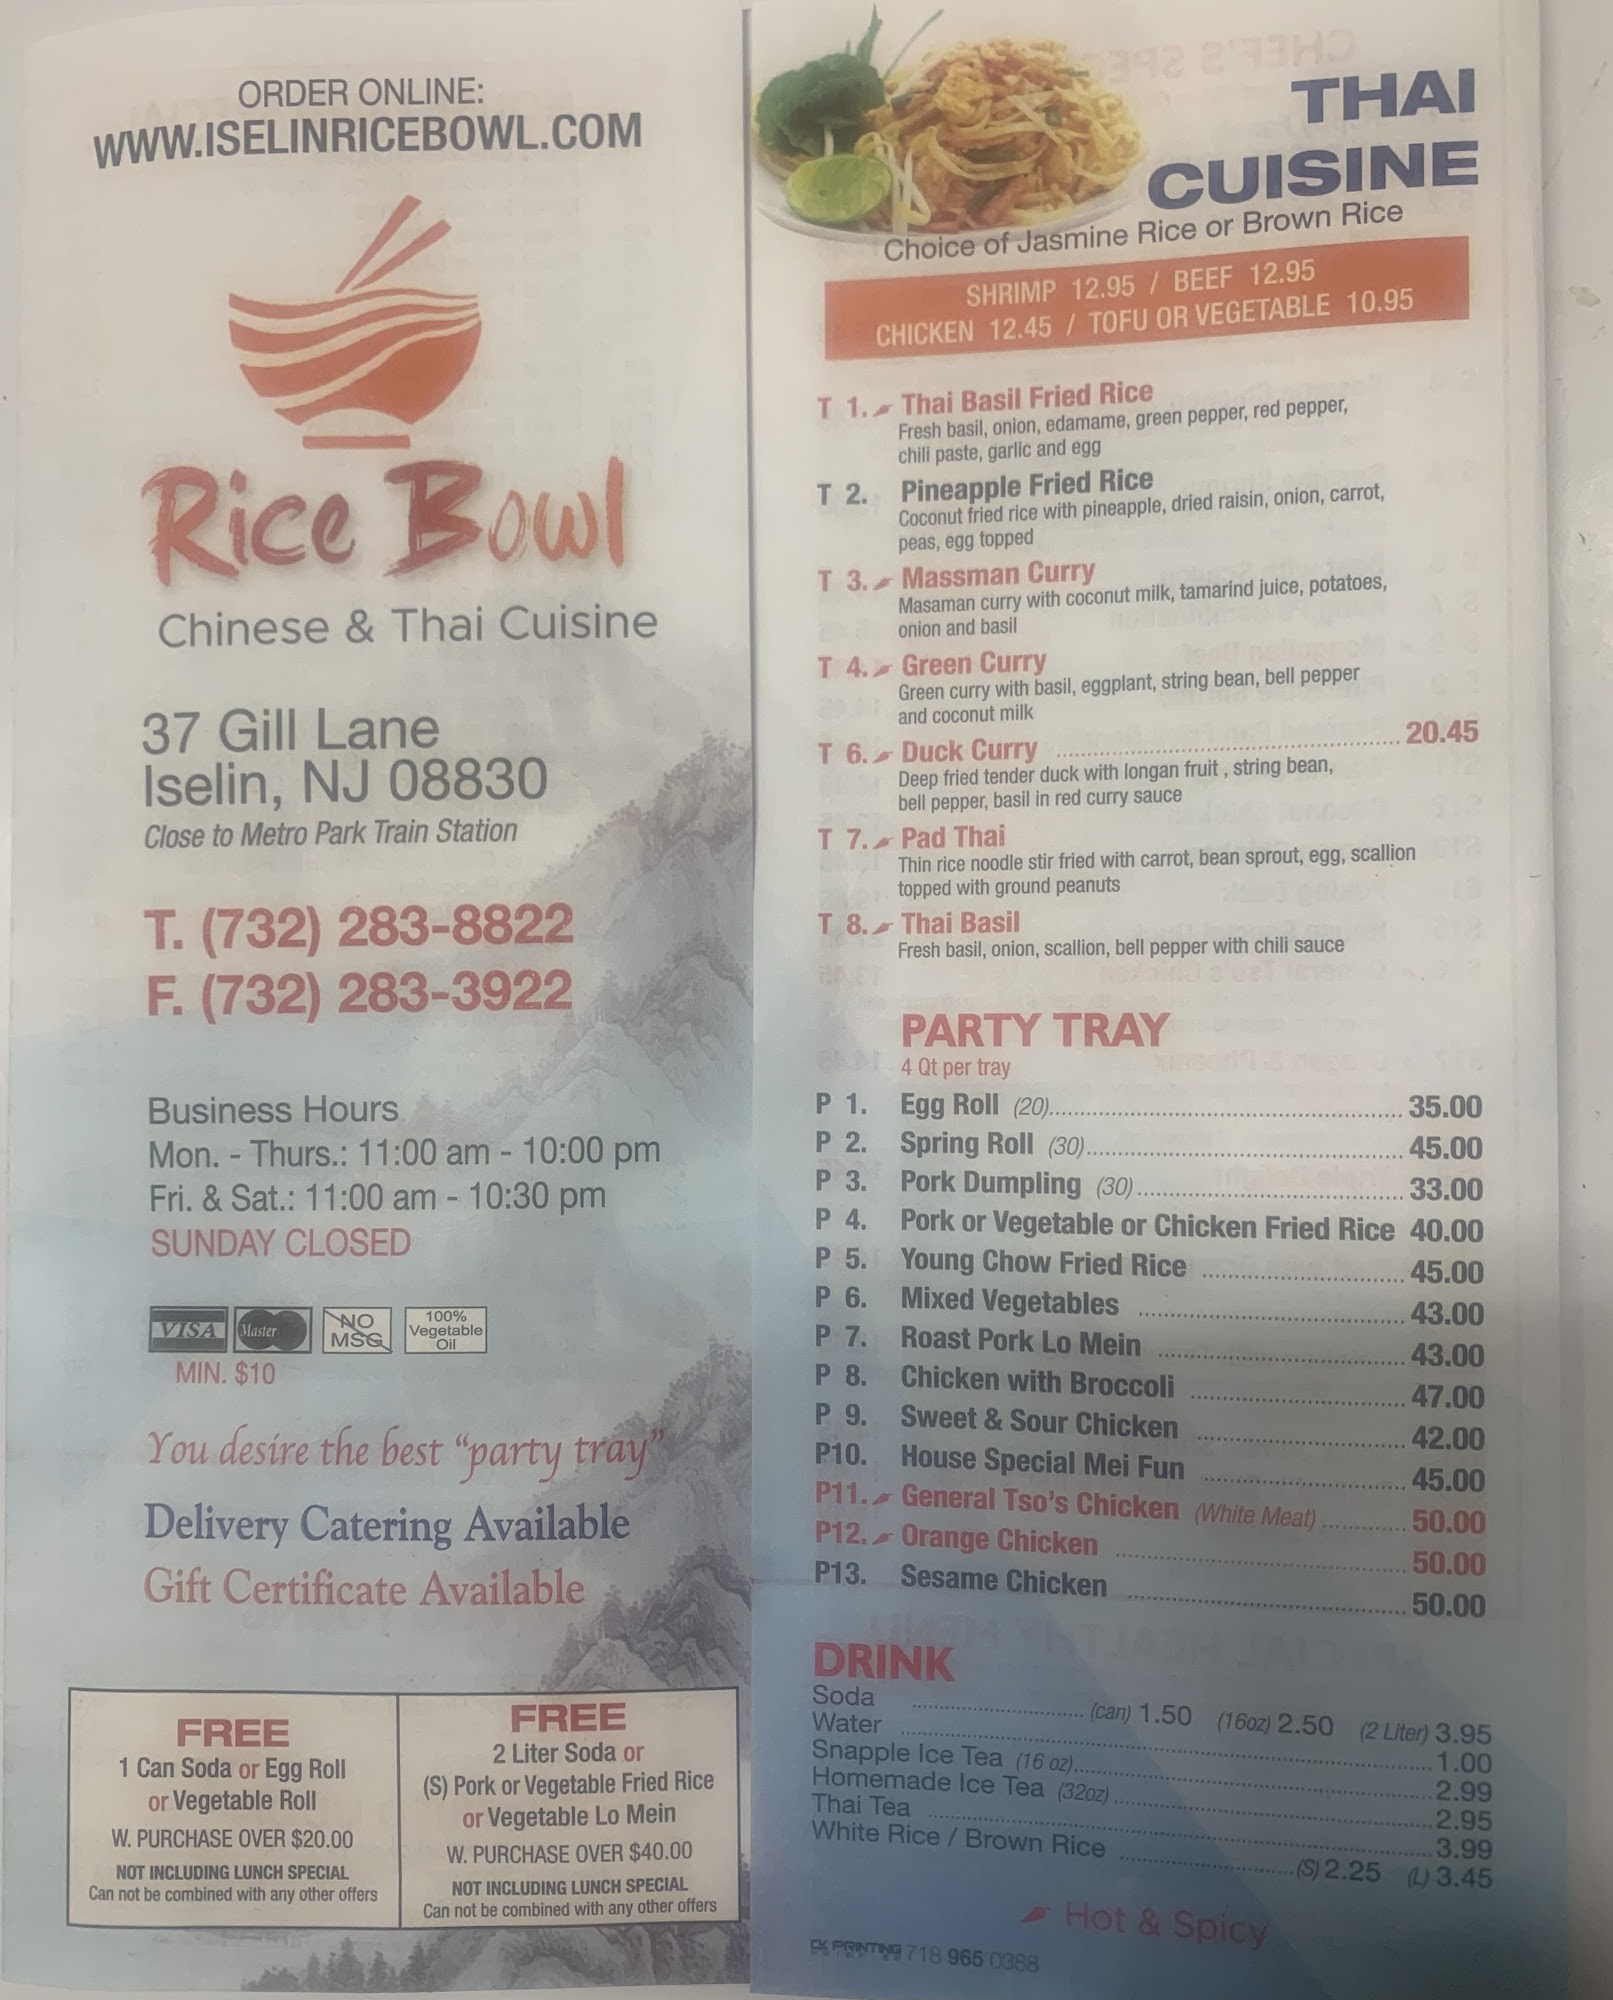 ORDER ONLINE:
WWW.ISELINRICEBOWL.COM
Rice Bowl
Chinese & Thai Cuisine
37 Gill Lane
Iselin, NJ 08830
Close to Metro Park Train Station
T. (732) 283-8822
F. (732) 283-3922
Business Hours
Mon. - Thurs.: 11:00 am - 10:00 pm
Fri. & Sat.: 11:00 am - 10:30 pm
SUNDAY CLOSED
VISA Master NO MSG 100% Vegetable Oil
MIN. $10
You desire the best "party tray"
Delivery Catering Available
Gift Certificate Available
FREE
1 Can Soda or Egg Roll
or Vegetable Roll
W. PURCHASE OVER $20.00
NOT INCLUDING LUNCH SPECIAL
Can not be combined with any other offers
FREE
2 Liter Soda or
(S) Pork or Vegetable Fried Rice
or Vegetable Lo Mein
W. PURCHASE OVER $40.00
NOT INCLUDING LUNCH SPECIAL
Can not be combined with any other offers
THAI
CUISINE
Choice of Jasmine Rice or Brown Rice
SHRIMP 12.95 / BEEF 12.95
CHICKEN 12.45 / TOFU OR VEGETABLE 10.95
T 1. Thai Basil Fried Rice
Fresh basil, onion, edamame, green pepper, red pepper,
chili paste, garlic and egg
T 2. Pineapple Fried Rice
Coconut fried rice with pineapple, dried raisin, onion, carrot,
peas, egg topped
T 3. Massman Curry
Masaman curry with coconut milk, tamarind juice, potatoes,
onion and basil
T 4. Green Curry
Green curry with basil, eggplant, string bean, bell pepper
and coconut milk
T 6. Duck Curry 20.45
Deep fried tender duck with longan fruit , string bean,
bell pepper, basil in red curry sauce
T 7. Pad Thai
Thin rice noodle stir fried with carrot, bean sprout, egg, scallion
topped with ground peanuts
T 8. Thai Basil
Fresh basil, onion, scallion, bell pepper with chili sauce
PARTY TRAY
4 Qt per tray
P 1. Egg Roll (20) 35.00
P 2. Spring Roll (30) 45.00
P 3. Pork Dumpling (30) 33.00
P 4. Pork or Vegetable or Chicken Fried Rice 40.00
P 5. Young Chow Fried Rice 45.00
P 6. Mixed Vegetables 43.00
P 7. Roast Pork Lo Mein 43.00
P 8. Chicken with Broccoli 47.00
P 9. Sweet & Sour Chicken 42.00
P10. House Special Mei Fun 45.00
P11. General Tso's Chicken (White Meat) 50.00
P12. Orange Chicken 50.00
P13. Sesame Chicken 50.00
DRINK
Soda (can) 1.50 (16oz) 2.50 (2 Liter) 3.95
Water 1.00
Snapple Ice Tea (16 oz) 2.99
Homemade Ice Tea (32oz) 2.95
Thai Tea 3.99
White Rice / Brown Rice (S) 2.25 (L) 3.45
Hot & Spicy
CK PRINTING 718 965 0388